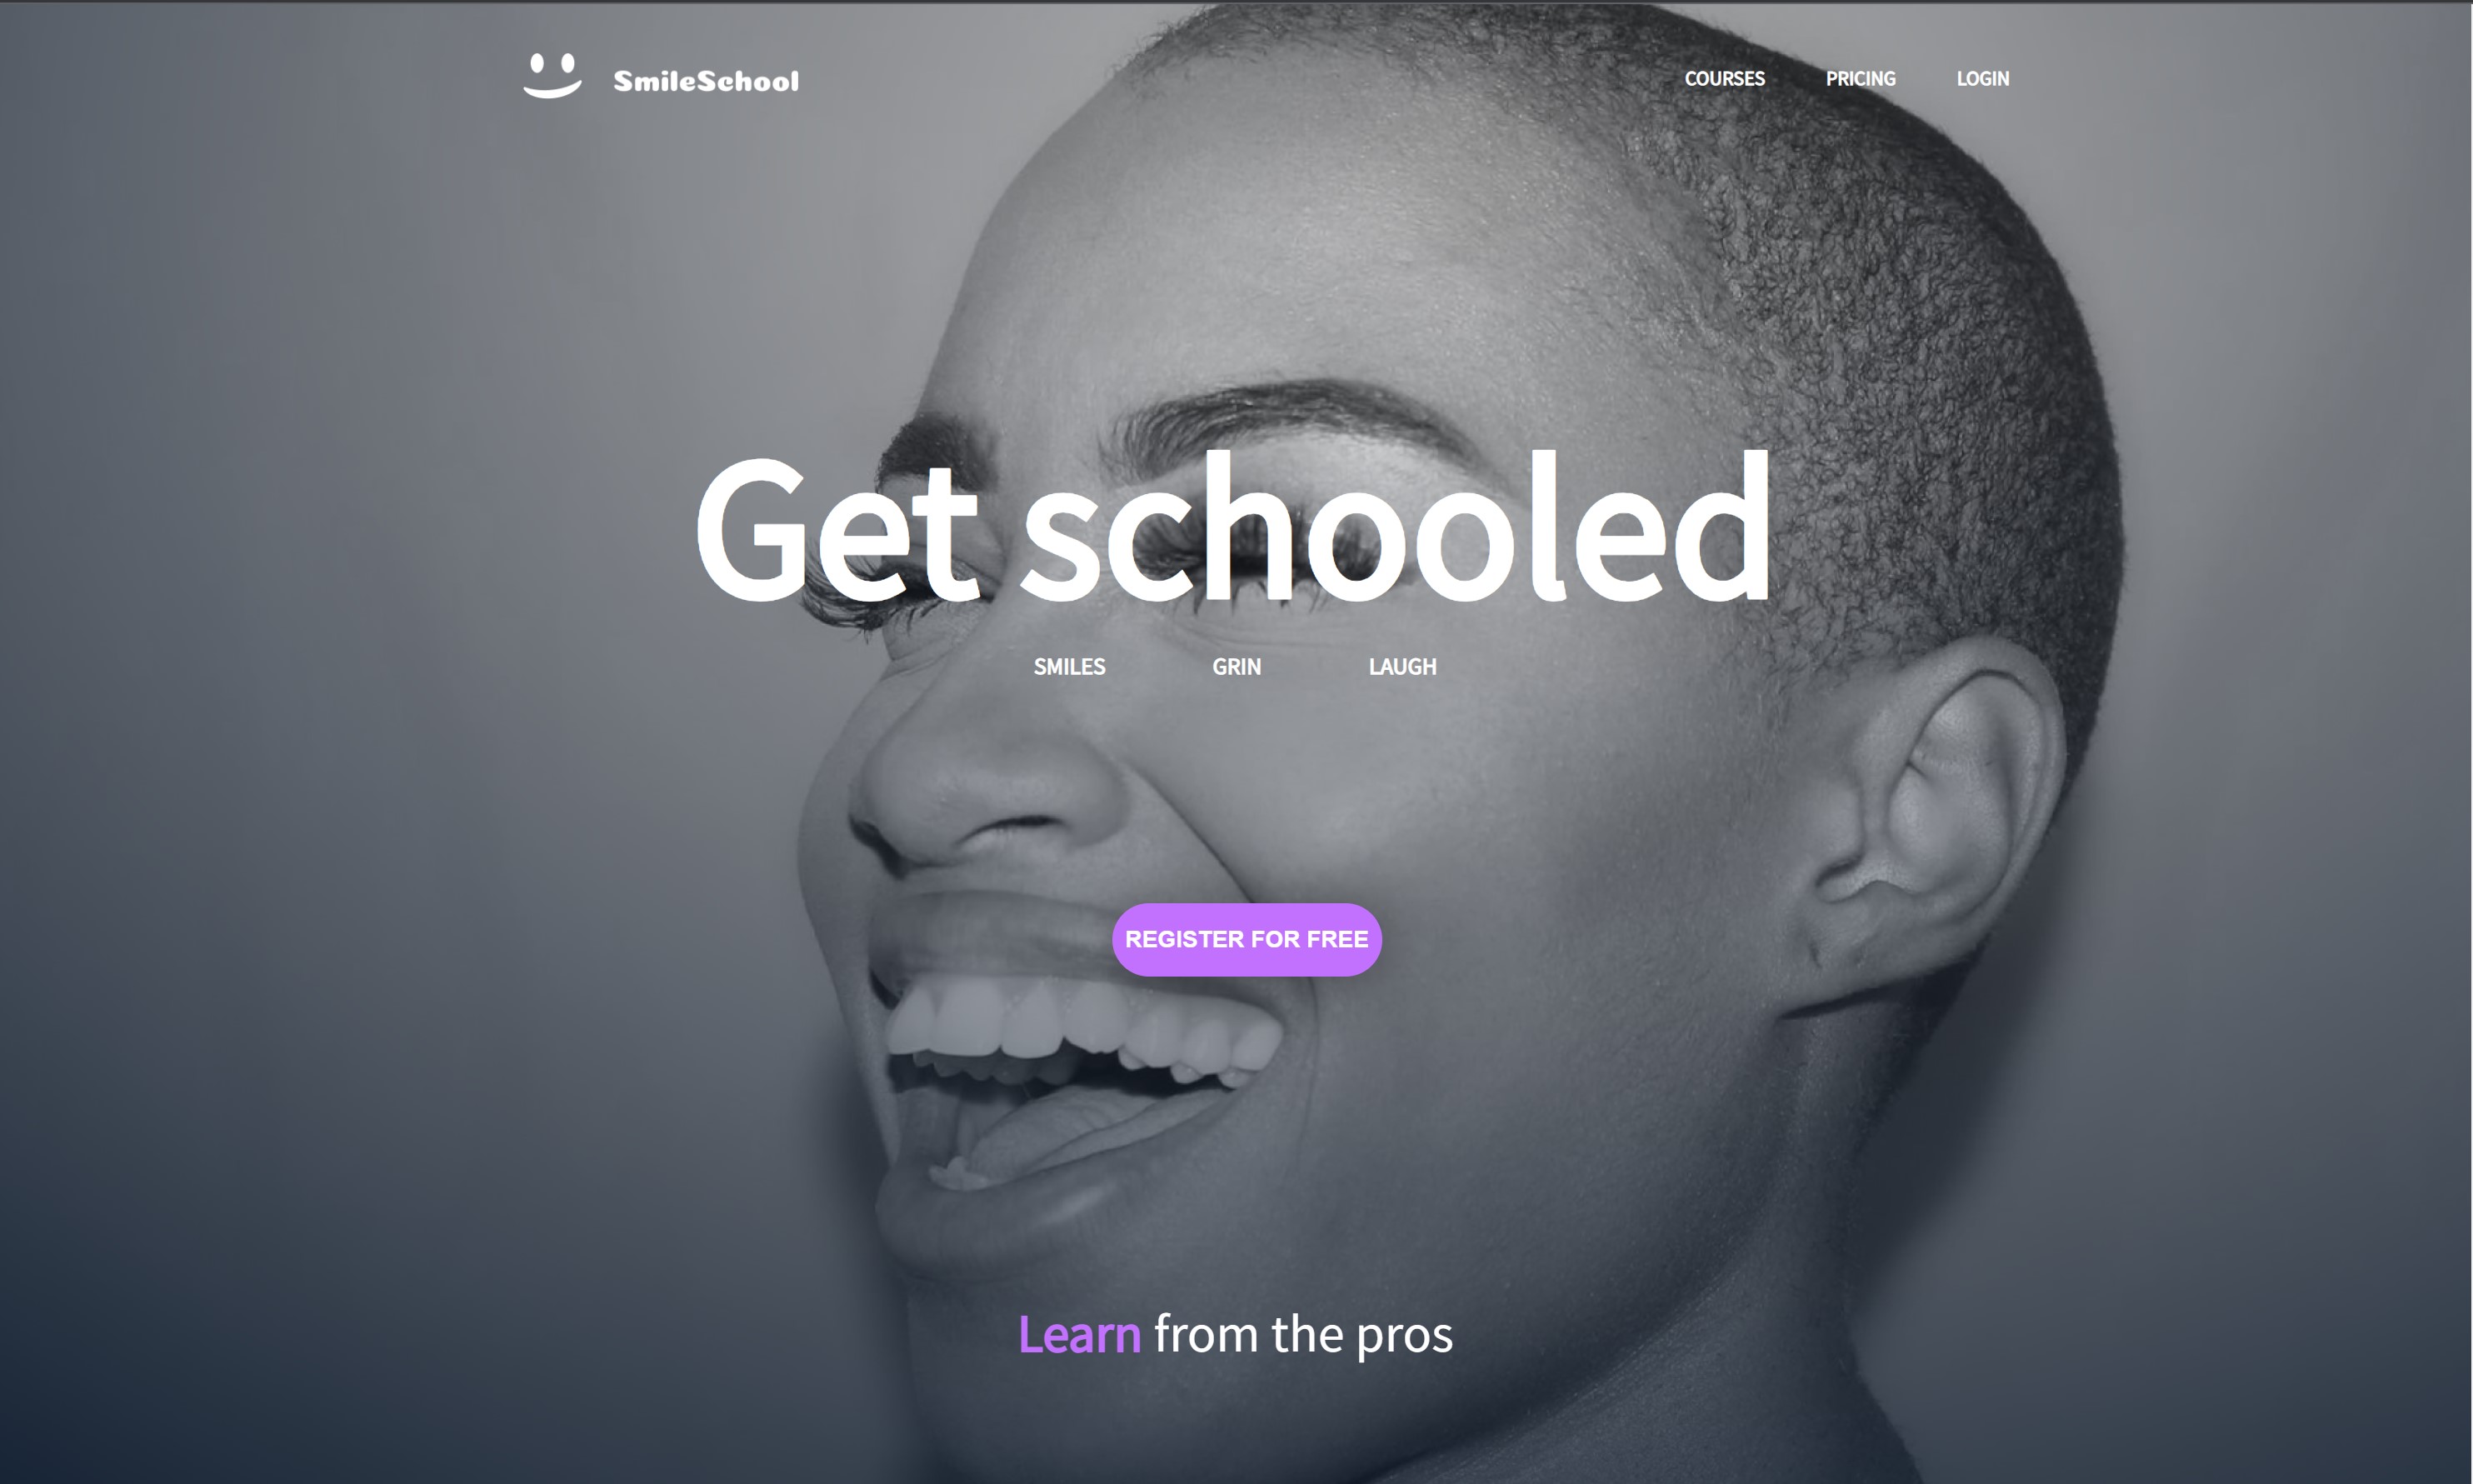 SmileSchool
COURSES PRICING LOGIN
Get schooled
SMILES GRIN LAUGH
REGISTER FOR FREE
Learn from the pros